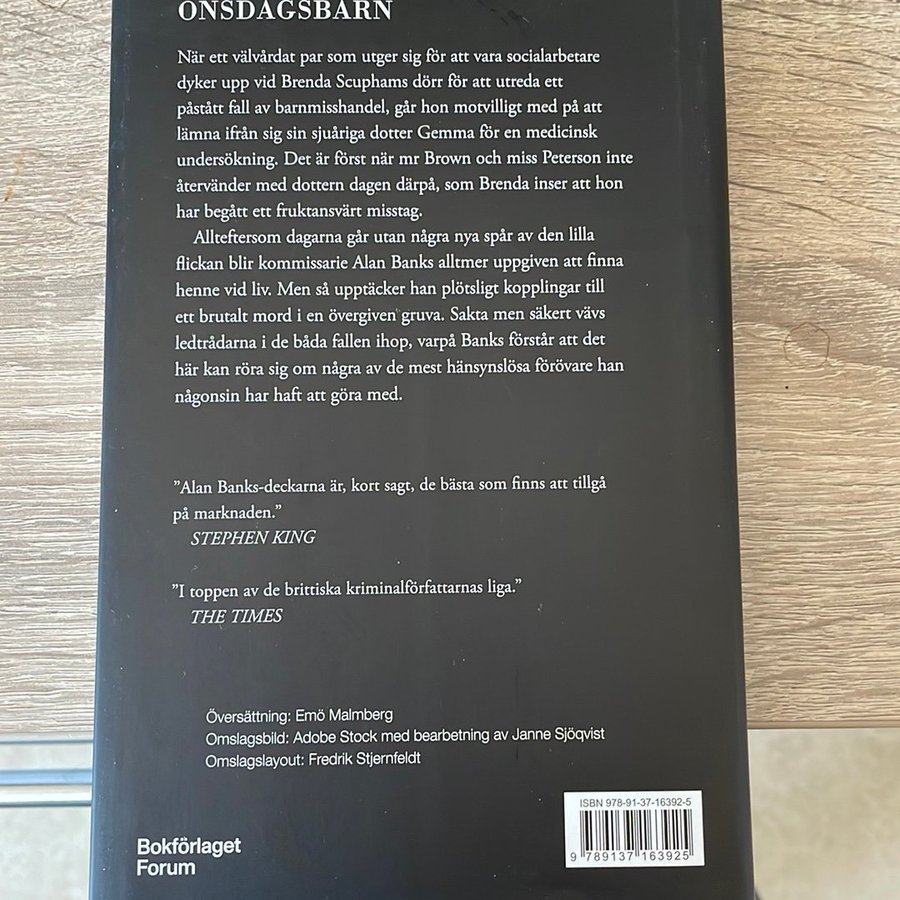 ONSDAGSBARN
När ett välvårdat par som utger sig för att vara socialarbetare
dyker upp vid Brenda Scuphams dörr för att utreda ett
påstått fall av barnmisshandel, går hon motvilligt med på att
lämna ifrån sig sin sjuåriga dotter Gemma för en medicinsk
undersökning. Det är först när mr Brown och miss Peterson inte
återvänder med dottern dagen därpå, som Brenda inser att hon
har begått ett fruktansvärt misstag.
Allteftersom dagarna går utan några nya spår av den lilla
flickan blir kommissarie Alan Banks alltmer uppgiven att finna
henne vid liv. Men så upptäcker han plötsligt kopplingar till
ett brutalt mord i en övergiven gruva. Sakta men säkert vävs
ledtrådarna i de båda fallen ihop, varpå Banks förstår att det
här kan röra sig om några av de mest hänsynslösa förövare han
någonsin har haft att göra med.
”Alan Banks-deckarna är, kort sagt, de bästa som finns att tillgå
på marknaden.”
STEPHEN KING
”I toppen av de brittiska kriminalförfattarnas liga.”
THE TIMES
Översättning: Emö Malmberg
Omslagsbild: Adobe Stock med bearbetning av Janne Sjöqvist
Omslagslayout: Fredrik Stjernfeldt
ISBN 978-91-37-16392-5
9 789137 163925
Bokförlaget
Forum